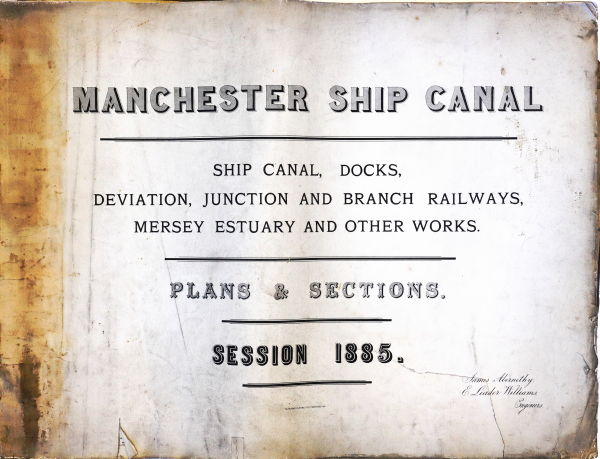 MANCHESTER SHIP CANAL
SHIP CANAL, DOCKS,
DEVIATION, JUNCTION AND BRANCH RAILWAYS,
MERSEY ESTUARY AND OTHER WORKS.
PLANS & SECTIONS.
SESSION 1885.
James Abernethy
E. Leader Williams
Engineers